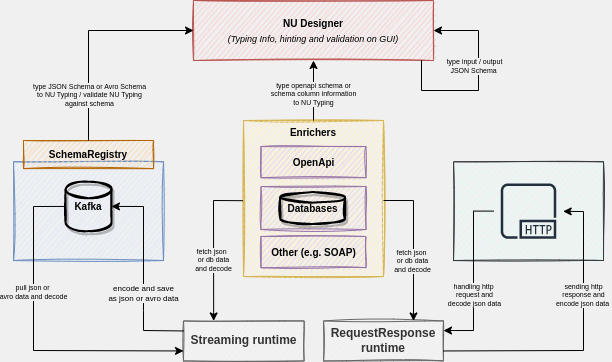 NU Designer
(Typing Info, hinting and validation on GUI)
type input / output
JSON Schema
type JSON Schema or Avro Schema
to NU Typing / validate NU Typing
against schema
type openapi schema or
schema column information
to NU Typing
SchemaRegistry
Kafka
Enrichers
OpenApi
Databases
Other (e.g. SOAP)
HTTP
fetch json
or db data
and decode
fetch json
or db data
and decode
pull json or
avro data and decode
encode and save
as json or avro data
handling http
request and
decode json data
sending http
response and
encode json data
Streaming runtime
RequestResponse
runtime